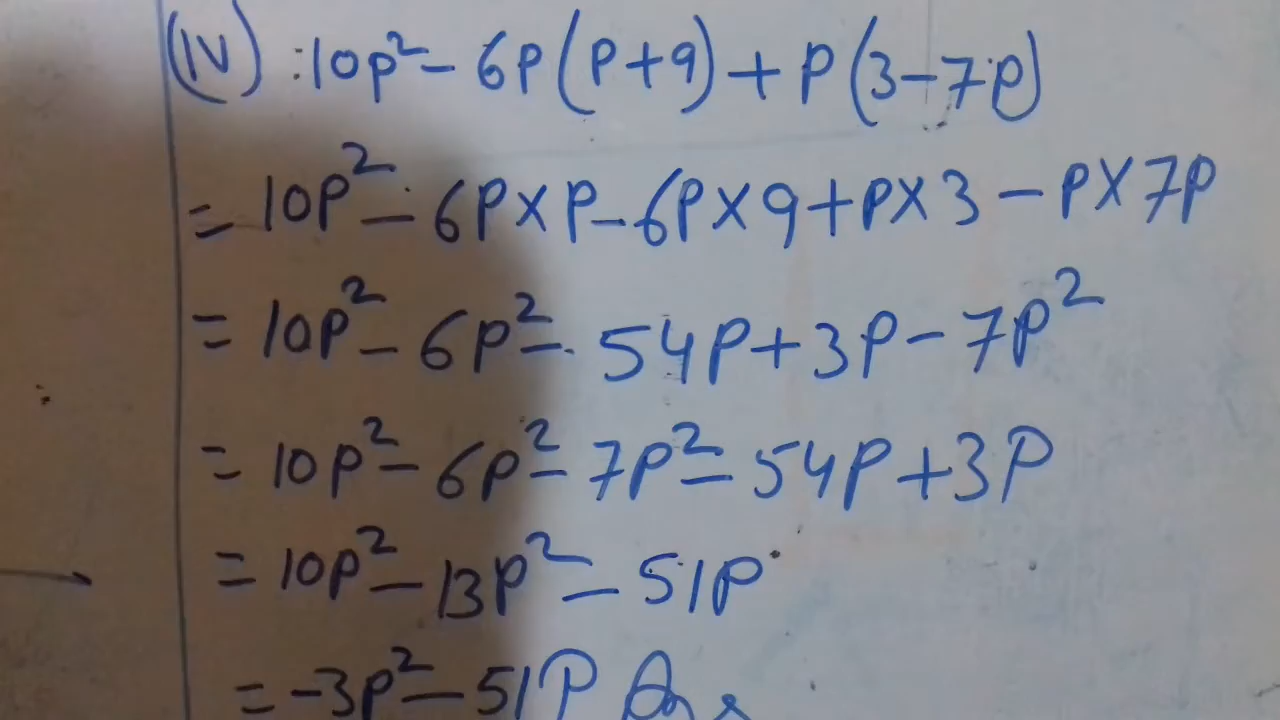 (IV) : 10p² - 6p(p+9) + p(3-7p)
= 10p² - 6p×p - 6p×9 + p×3 - p×7p
= 10p² - 6p² - 54p + 3p - 7p²
= 10p² - 6p² - 7p² - 54p + 3p
= 10p² - 13p² - 51p
= -3p² - 51p Ans